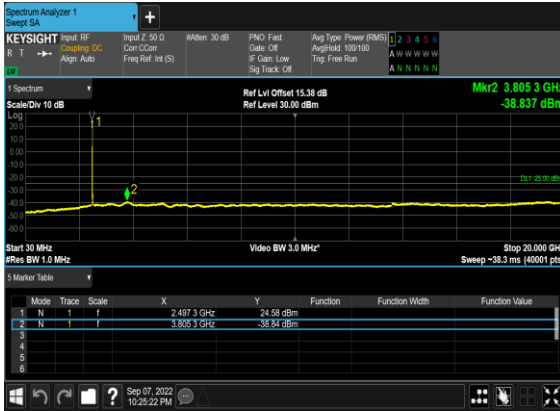 Spectrum Analyzer 1
Swept SA
+
KEYSIGHT Input: RF Input Z: 50 Ω #Atten: 30 dB PNO: Fast Avg Type: Power (RMS) 1 2 3 4 5 6
R T Coupling: DC Corr CCorr Gate: Off Avg|Hold: 100/100 A W W W W W
Align: Auto Freq Ref: Int (S) IF Gain: Low Trig: Free Run
LV Sig Track: Off A N N N N N
1 Spectrum Ref Lvl Offset 15.38 dB Mkr2 3.805 3 GHz
Scale/Div 10 dB Ref Level 30.00 dBm -38.837 dBm
Log
20.0
10.0
0.00
-10.0
-20.0
-30.0
-40.0
-50.0
-60.0
1
2
DL1 -25.00 dBm
Start 30 MHz Video BW 3.0 MHz* Stop 20.000 GHz
#Res BW 1.0 MHz Sweep ~38.3 ms (40001 pts)
5 Marker Table
Mode Trace Scale X Y Function Function Width Function Value
1 N 1 f 2.497 3 GHz 24.58 dBm
2 N 1 f 3.805 3 GHz -38.84 dBm
3
4
5
6
? Sep 07, 2022
10:25:22 PM